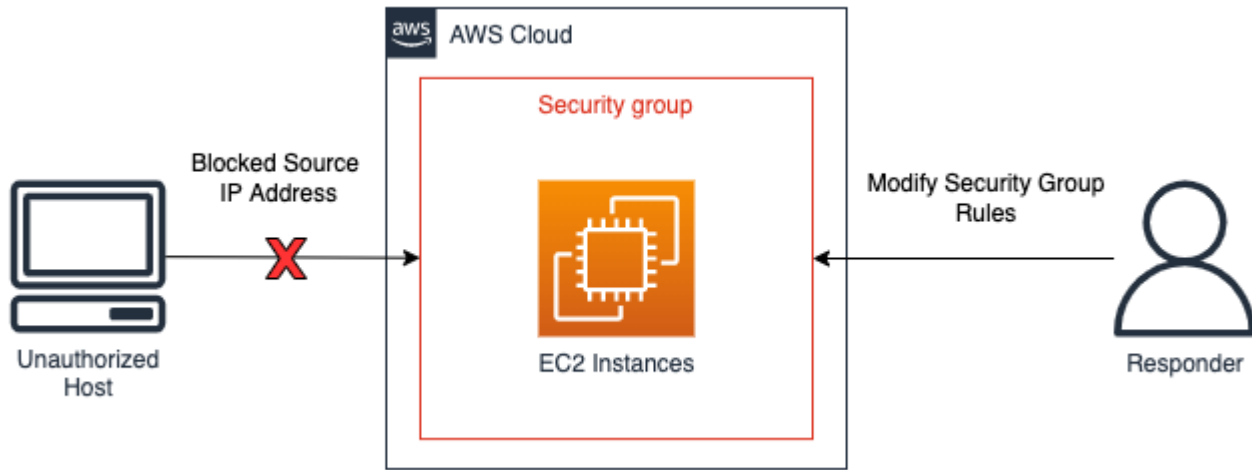 aws
AWS Cloud
Security group
Blocked Source
IP Address
Modify Security Group
Rules
EC2 Instances
Unauthorized
Host
Responder